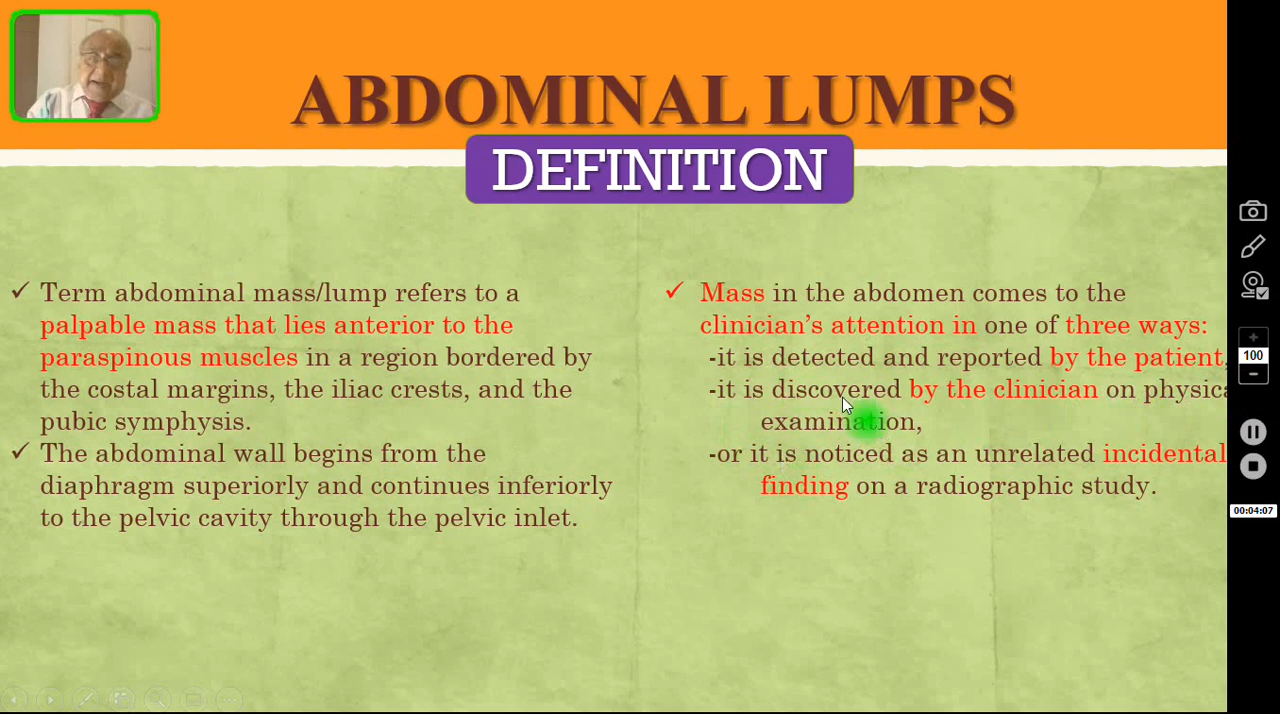 ABDOMINAL LUMPS
DEFINITION
✓ Term abdominal mass/lump refers to a
palpable mass that lies anterior to the
paraspinous muscles in a region bordered by
the costal margins, the iliac crests, and the
pubic symphysis.
✓ The abdominal wall begins from the
diaphragm superiorly and continues inferiorly
to the pelvic cavity through the pelvic inlet.
✓ Mass in the abdomen comes to the
clinician's attention in one of three ways:
-it is detected and reported by the patient,
-it is discovered by the clinician on physica
examination,
-or it is noticed as an unrelated incidental
finding on a radiographic study.
100
00:04:07